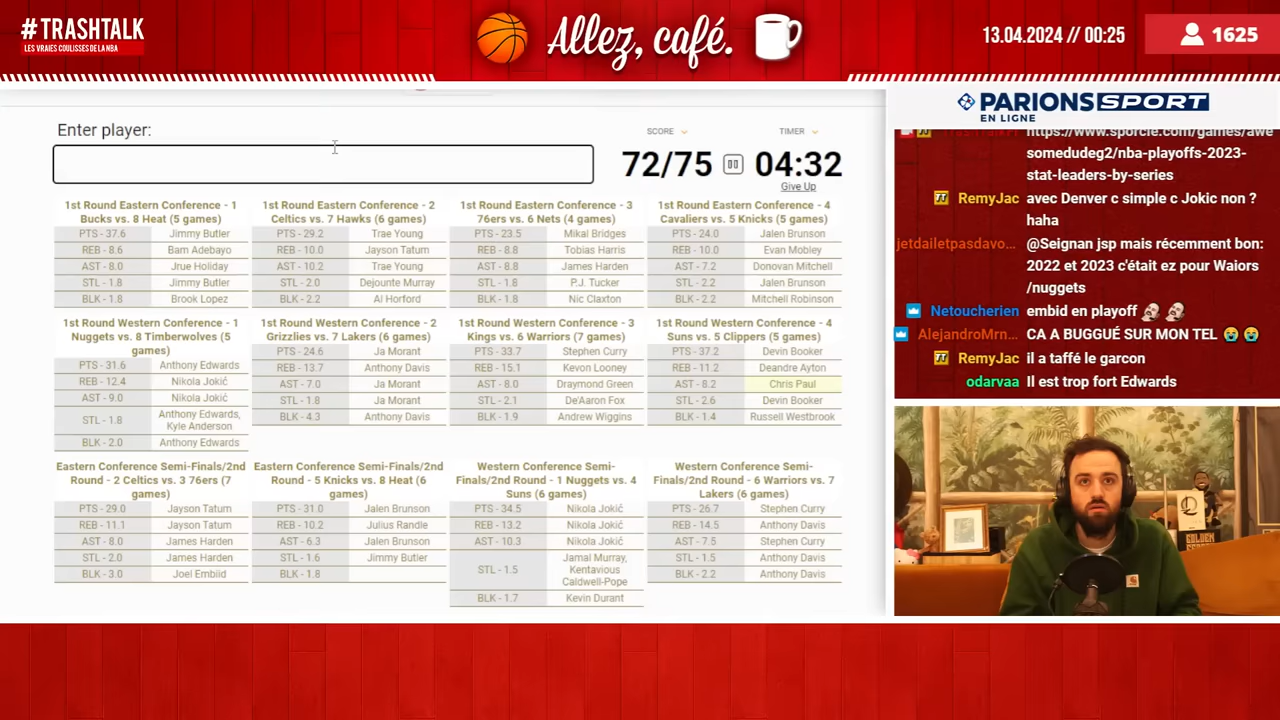 #TRASHTALK
LES VRAIES COULISSES DE LA NBA
Allez, café.
13.04.2024 // 00:25
1625
Enter player:
SCORE
72/75
TIMER
04:32
Give Up
1st Round Eastern Conference - 1
Bucks vs. 8 Heat (5 games)
PTS - 37.6 Jimmy Butler
REB - 8.6 Bam Adebayo
AST - 8.0 Jrue Holiday
STL - 1.8 Jimmy Butler
BLK - 1.8 Brook Lopez
1st Round Eastern Conference - 2
Celtics vs. 7 Hawks (6 games)
PTS - 29.2 Trae Young
REB - 10.0 Jayson Tatum
AST - 10.2 Trae Young
STL - 2.0 Dejounte Murray
BLK - 2.2 Al Horford
1st Round Eastern Conference - 3
76ers vs. 6 Nets (4 games)
PTS - 23.5 Mikal Bridges
REB - 8.8 Tobias Harris
AST - 8.8 James Harden
STL - 1.8 P.J. Tucker
BLK - 1.8 Nic Claxton
1st Round Eastern Conference - 4
Cavaliers vs. 5 Knicks (5 games)
PTS - 24.0 Jalen Brunson
REB - 10.0 Evan Mobley
AST - 7.2 Donovan Mitchell
STL - 2.2 Jalen Brunson
BLK - 2.2 Mitchell Robinson
1st Round Western Conference - 1
Nuggets vs. 8 Timberwolves (5
games)
PTS - 31.6 Anthony Edwards
REB - 12.4 Nikola Jokić
AST - 9.0 Nikola Jokić
STL - 1.8 Anthony Edwards,
Kyle Anderson
BLK - 2.0 Anthony Edwards
1st Round Western Conference - 2
Grizzlies vs. 7 Lakers (6 games)
PTS - 24.6 Ja Morant
REB - 13.7 Anthony Davis
AST - 7.0 Ja Morant
STL - 1.8 Ja Morant
BLK - 4.3 Anthony Davis
1st Round Western Conference - 3
Kings vs. 6 Warriors (7 games)
PTS - 33.7 Stephen Curry
REB - 15.1 Kevon Looney
AST - 8.0 Draymond Green
STL - 2.1 De'Aaron Fox
BLK - 1.9 Andrew Wiggins
1st Round Western Conference - 4
Suns vs. 5 Clippers (5 games)
PTS - 37.2 Devin Booker
REB - 11.2 Deandre Ayton
AST - 8.2 Chris Paul
STL - 2.6 Devin Booker
BLK - 1.4 Russell Westbrook
Eastern Conference Semi-Finals/2nd
Round - 2 Celtics vs. 3 76ers (7
games)
PTS - 29.0 Jayson Tatum
REB - 11.1 Jayson Tatum
AST - 8.0 James Harden
STL - 2.0 James Harden
BLK - 3.0 Joel Embiid
Eastern Conference Semi-Finals/2nd
Round - 5 Knicks vs. 8 Heat (6
games)
PTS - 31.0 Jalen Brunson
REB - 10.2 Julius Randle
AST - 6.3 Jalen Brunson
STL - 1.6 Jimmy Butler
BLK - 1.8
Western Conference Semi-
Finals/2nd Round - 1 Nuggets vs. 4
Suns (6 games)
PTS - 34.5 Nikola Jokić
REB - 13.2 Nikola Jokić
AST - 10.3 Nikola Jokić
STL - 1.5 Jamal Murray,
Kentavious
Caldwell-Pope
BLK - 1.7 Kevin Durant
Western Conference Semi-
Finals/2nd Round - 6 Warriors vs. 7
Lakers (6 games)
PTS - 26.7 Stephen Curry
REB - 14.5 Anthony Davis
AST - 7.5 Stephen Curry
STL - 1.5 Anthony Davis
BLK - 2.2 Anthony Davis
PARIONS SPORT
EN LIGNE
https://www.sporcle.com/games/awe
somedudeg2/nba-playoffs-2023-
stat-leaders-by-series
RemyJac avec Denver c simple c Jokic non ?
haha
jetdailetpasdavo... @Seignan jsp mais récemment bon:
2022 et 2023 c'était ez pour Waiors
/nuggets
Netoucherien embid en playoff
AlejandroMrn... CA A BUGGUÉ SUR MON TEL
RemyJac il a taffé le garcon
odarvaa Il est trop fort Edwards